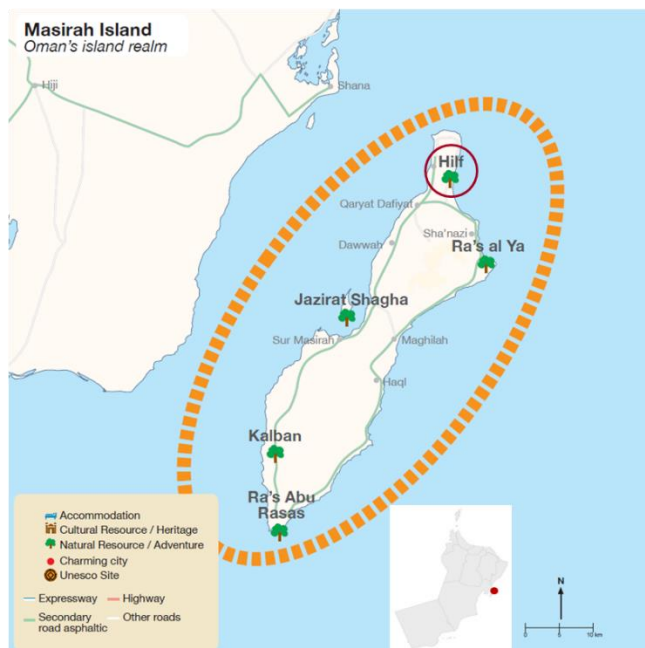 Masirah Island
Oman's island realm
Hiji
Shana
Hilf
Qaryat Dafiyat
Sha'nazi
Dawwah
Ra's al Ya
Jazirat Shagha
Sur Masirah
Maghilah
Haql
Kalban
Ra's Abu
Rasas
Accommodation
Cultural Resource / Heritage
Natural Resource / Adventure
Charming city
Unesco Site
Expressway
Highway
Secondary
road asphaltic
Other roads
N
0 5 10 km